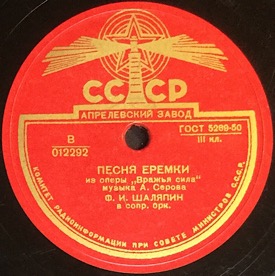 СССР
АПРЕЛЕВСКИЙ ЗАВОД
В
012292
ГОСТ 5289-50
III кл.
ПЕСНЯ ЕРЕМКИ
из оперы „Вражья сила"
музыка А. Серова
Ф. И. ШАЛЯПИН
в сопр. орк.
КОМИТЕТ РАДИОИНФОРМАЦИИ ПРИ СОВЕТЕ МИНИСТРОВ С.С.С.Р.